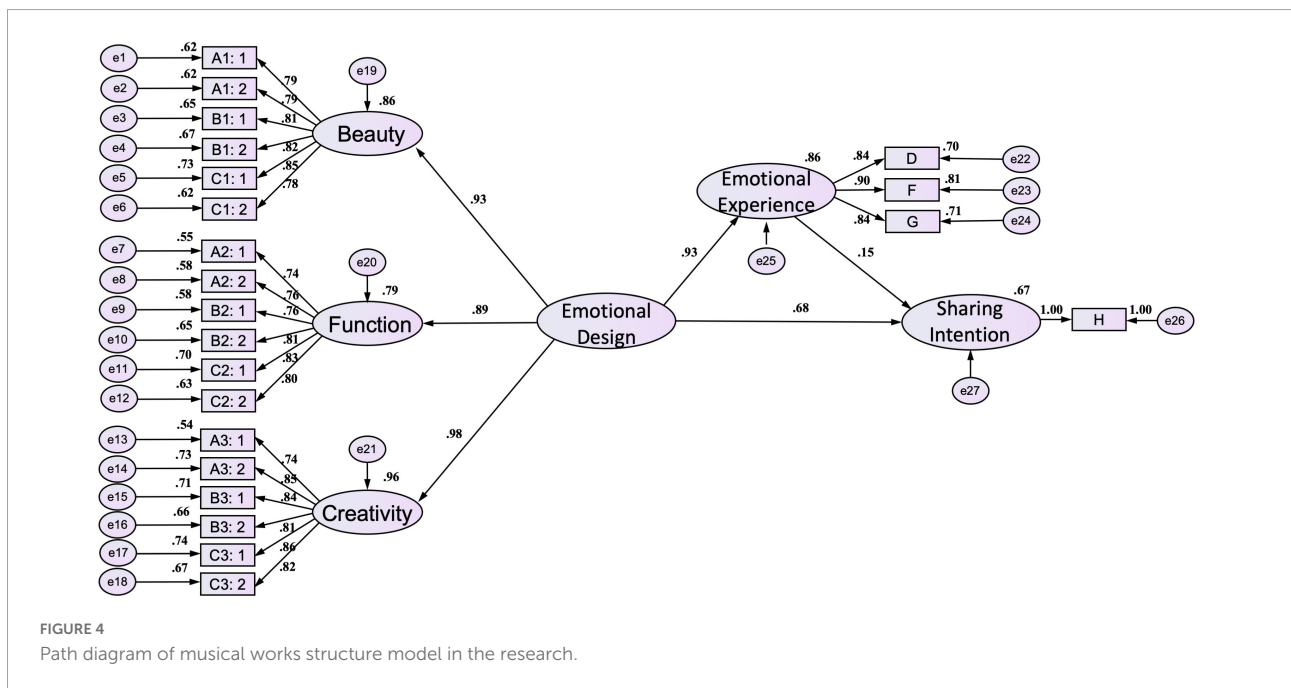 e1 .62 A1: 1 .79
e2 .62 A1: 2 .79
e3 .65 B1: 1 .81
e4 .67 B1: 2 .82
e5 .73 C1: 1 .85
e6 .62 C1: 2 .78
e19
.86
Beauty
.93
e7 .55 A2: 1 .74
e8 .58 A2: 2 .76
e9 .58 B2: 1 .76
e10 .65 B2: 2 .81
e11 .70 C2: 1 .83
e12 .63 C2: 2 .80
e20
.79
Function
.89
e13 .54 A3: 1 .74
e14 .73 A3: 2 .85
e15 .71 B3: 1 .84
e16 .66 B3: 2 .81
e17 .74 C3: 1 .86
e18 .67 C3: 2 .82
e21
.96
Creativity
.98
Emotional
Design
.93
.68
.86
Emotional
Experience
e25
.15
.84 D .70 e22
.90 F .81 e23
.84 G .71 e24
.67
Sharing
Intention
e27
1.00 H 1.00 e26
FIGURE 4
Path diagram of musical works structure model in the research.